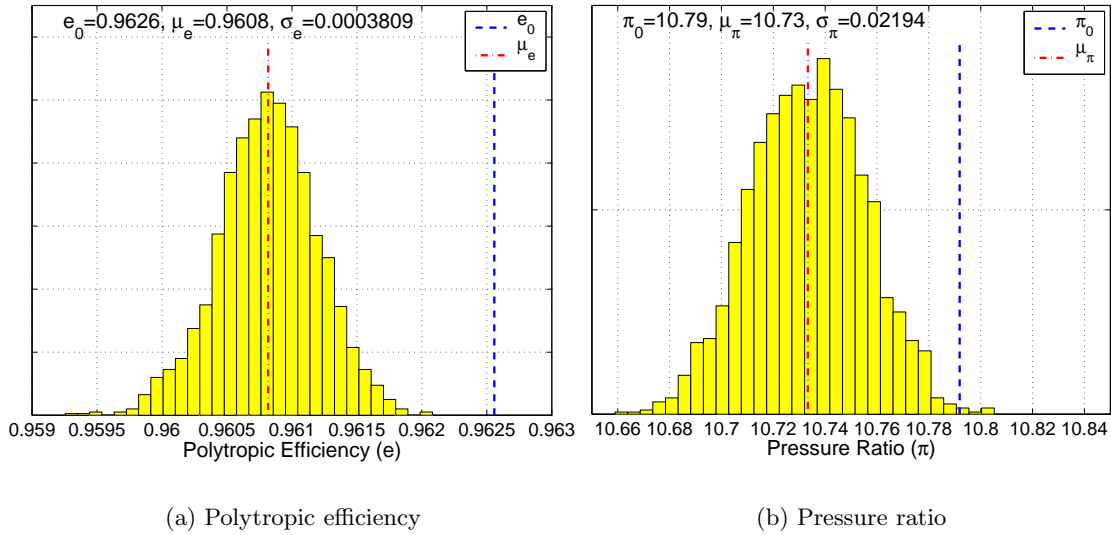 e₀=0.9626, μₑ=0.9608, σₑ=0.0003809
e₀
μₑ
0.959 0.9595 0.96 0.9605 0.961 0.9615 0.962 0.9625 0.963
Polytropic Efficiency (e)
(a) Polytropic efficiency
π₀=10.79, μ_π=10.73, σ_π=0.02194
π₀
μ_π
10.66 10.68 10.7 10.72 10.74 10.76 10.78 10.8 10.82 10.84
Pressure Ratio (π)
(b) Pressure ratio